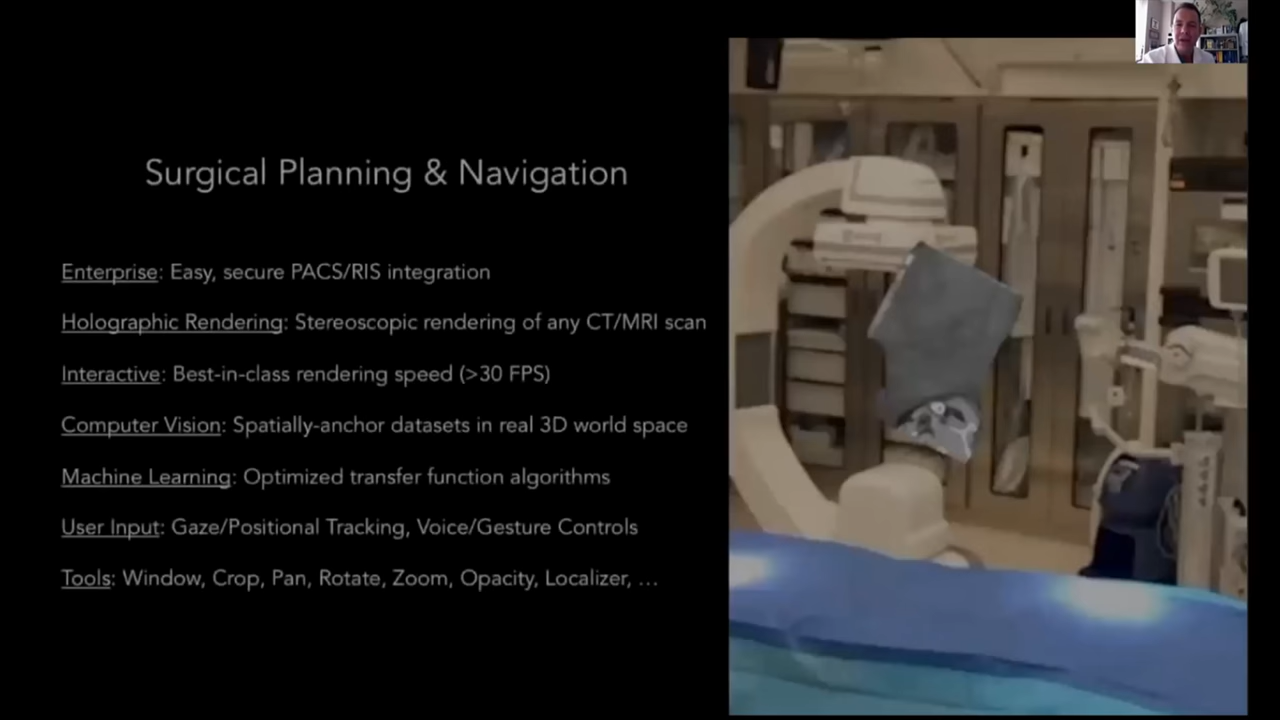 Surgical Planning & Navigation
Enterprise: Easy, secure PACS/RIS integration
Holographic Rendering: Stereoscopic rendering of any CT/MRI scan
Interactive: Best-in-class rendering speed (>30 FPS)
Computer Vision: Spatially-anchor datasets in real 3D world space
Machine Learning: Optimized transfer function algorithms
User Input: Gaze/Positional Tracking, Voice/Gesture Controls
Tools: Window, Crop, Pan, Rotate, Zoom, Opacity, Localizer, ...